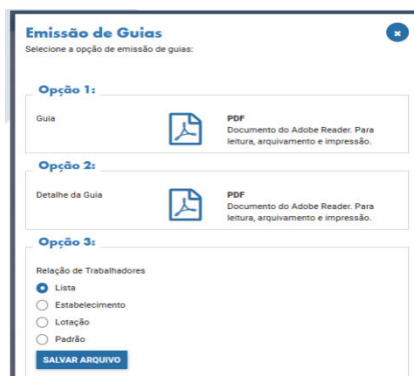 Emissão de Guias
Selecione a opção de emissão de guias:
Opção 1:
Guia
PDF
Documento do Adobe Reader. Para
leitura, arquivamento e impressão.
Opção 2:
Detalhe da Guia
PDF
Documento do Adobe Reader. Para
leitura, arquivamento e impressão.
Opção 3:
Relação de Trabalhadores
Lista
Estabelecimento
Lotação
Padrão
SALVAR ARQUIVO